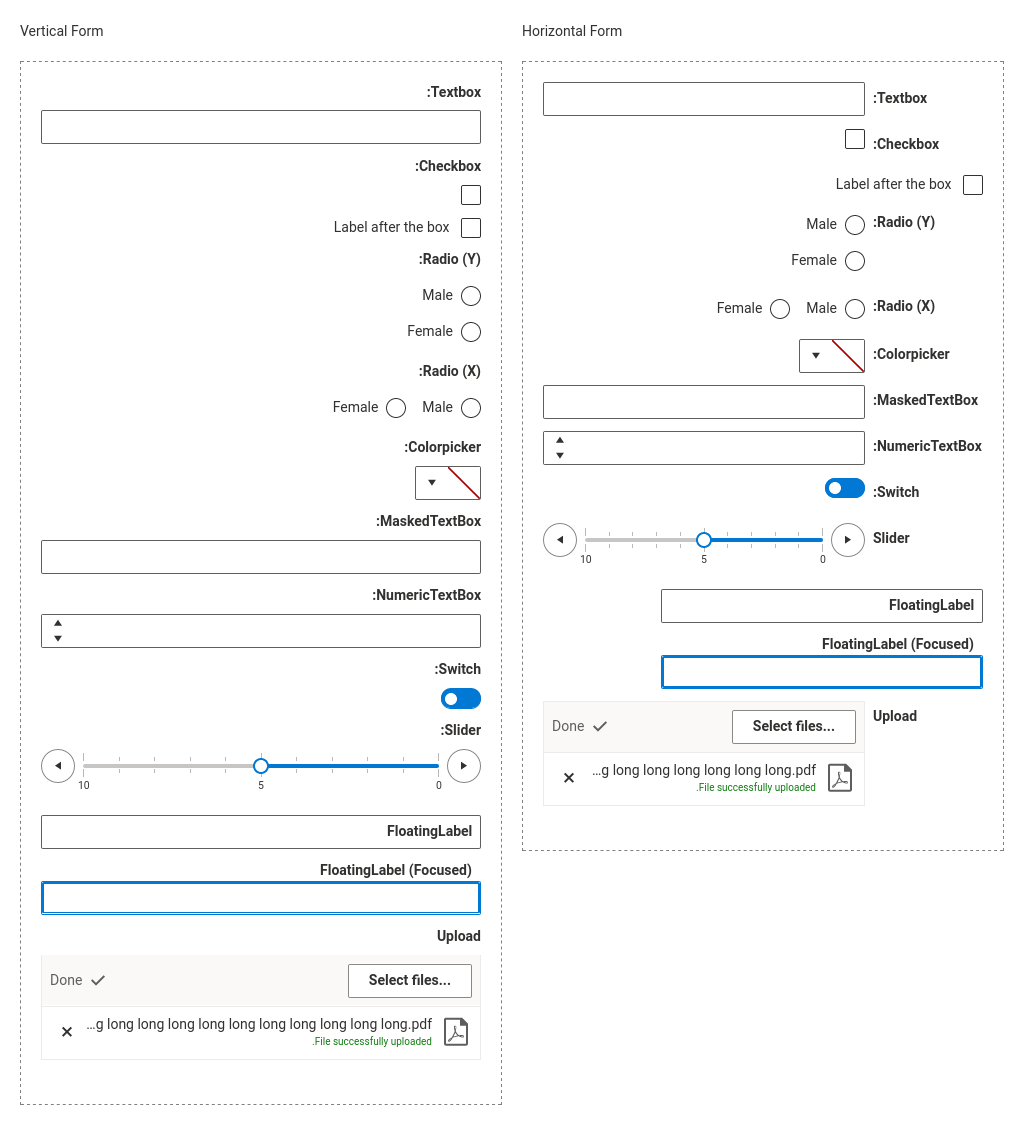 Vertical Form
:Textbox
:Checkbox
Label after the box
:Radio (Y)
Male
Female
:Radio (X)
Female Male
:Colorpicker
:MaskedTextBox
:NumericTextBox
:Switch
:Slider
10 5 0
FloatingLabel
FloatingLabel (Focused)
Upload
Done Select files...
...g long long long long long long long long long long.pdf
.File successfully uploaded
Horizontal Form
:Textbox
:Checkbox
Label after the box
Male :Radio (Y)
Female
Female Male :Radio (X)
:Colorpicker
:MaskedTextBox
:NumericTextBox
:Switch
Slider
10 5 0
FloatingLabel
FloatingLabel (Focused)
Upload
Done Select files...
...g long long long long long long.pdf
.File successfully uploaded